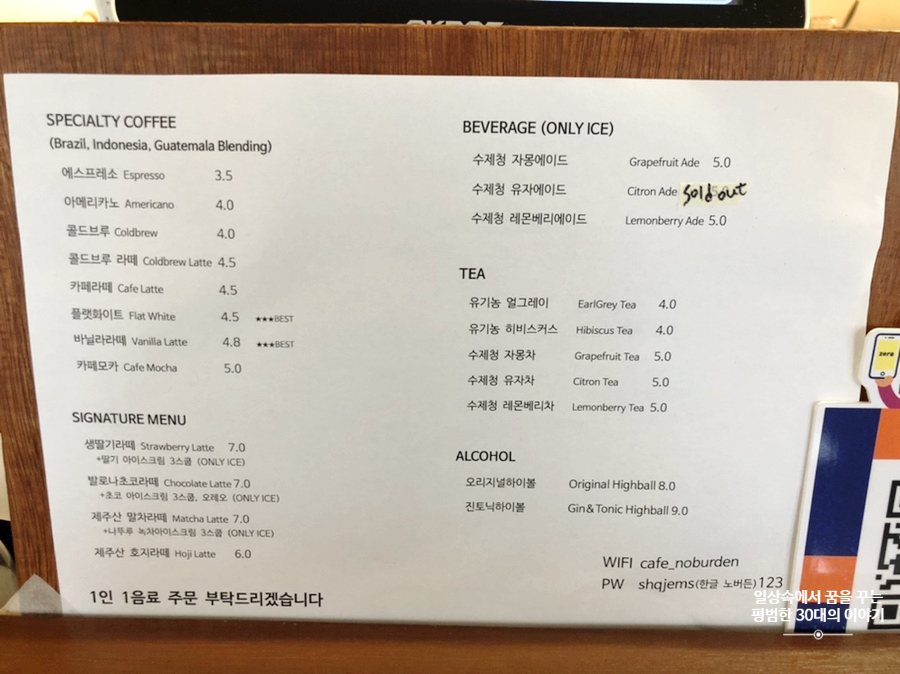 SPECIALTY COFFEE
(Brazil, Indonesia, Guatemala Blending)
에스프레소 Espresso 3.5
아메리카노 Americano 4.0
콜드브루 Coldbrew 4.0
콜드브루 라떼 Coldbrew Latte 4.5
카페라떼 Cafe Latte 4.5
플랫화이트 Flat White 4.5 ★★★BEST
바닐라라떼 Vanilla Latte 4.8 ★★★BEST
카페모카 Cafe Mocha 5.0
SIGNATURE MENU
생딸기라떼 Strawberry Latte 7.0
+딸기 아이스크림 3스쿱 (ONLY ICE)
발로나초코라떼 Chocolate Latte 7.0
+초코 아이스크림 3스쿱, 오레오 (ONLY ICE)
제주산 말차라떼 Matcha Latte 7.0
+나뚜루 녹차아이스크림 3스쿱 (ONLY ICE)
제주산 호지라떼 Hoji Latte 6.0
1인 1음료 주문 부탁드리겠습니다
BEVERAGE (ONLY ICE)
수제청 자몽에이드 Grapefruit Ade 5.0
수제청 유자에이드 Citron Ade Sold out
수제청 레몬베리에이드 Lemonberry Ade 5.0
TEA
유기농 얼그레이 EarlGrey Tea 4.0
유기농 히비스커스 Hibiscus Tea 4.0
수제청 자몽차 Grapefruit Tea 5.0
수제청 유자차 Citron Tea 5.0
수제청 레몬베리차 Lemonberry Tea 5.0
ALCOHOL
오리지널하이볼 Original Highball 8.0
진토닉하이볼 Gin & Tonic Highball 9.0
WIFI cafe_noburden
PW shqjems(한글 노버든)123
zero
일상속에서 꿈을 꾸는
평범한 30대의 이야기